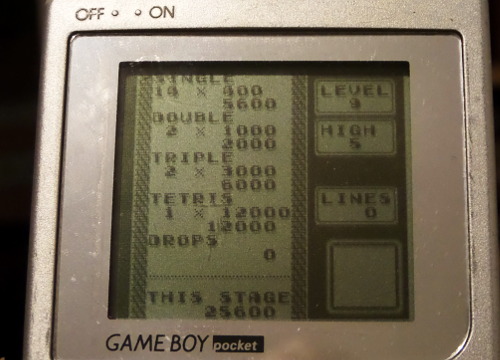 OFF ON
SINGLE
14 × 400
5600
DOUBLE
2 × 1000
2000
TRIPLE
2 × 3000
6000
TETRIS
1 × 12000
12000
DROPS
0
THIS STAGE
25600
LEVEL
9
HIGH
5
LINES
0
GAME BOY pocket